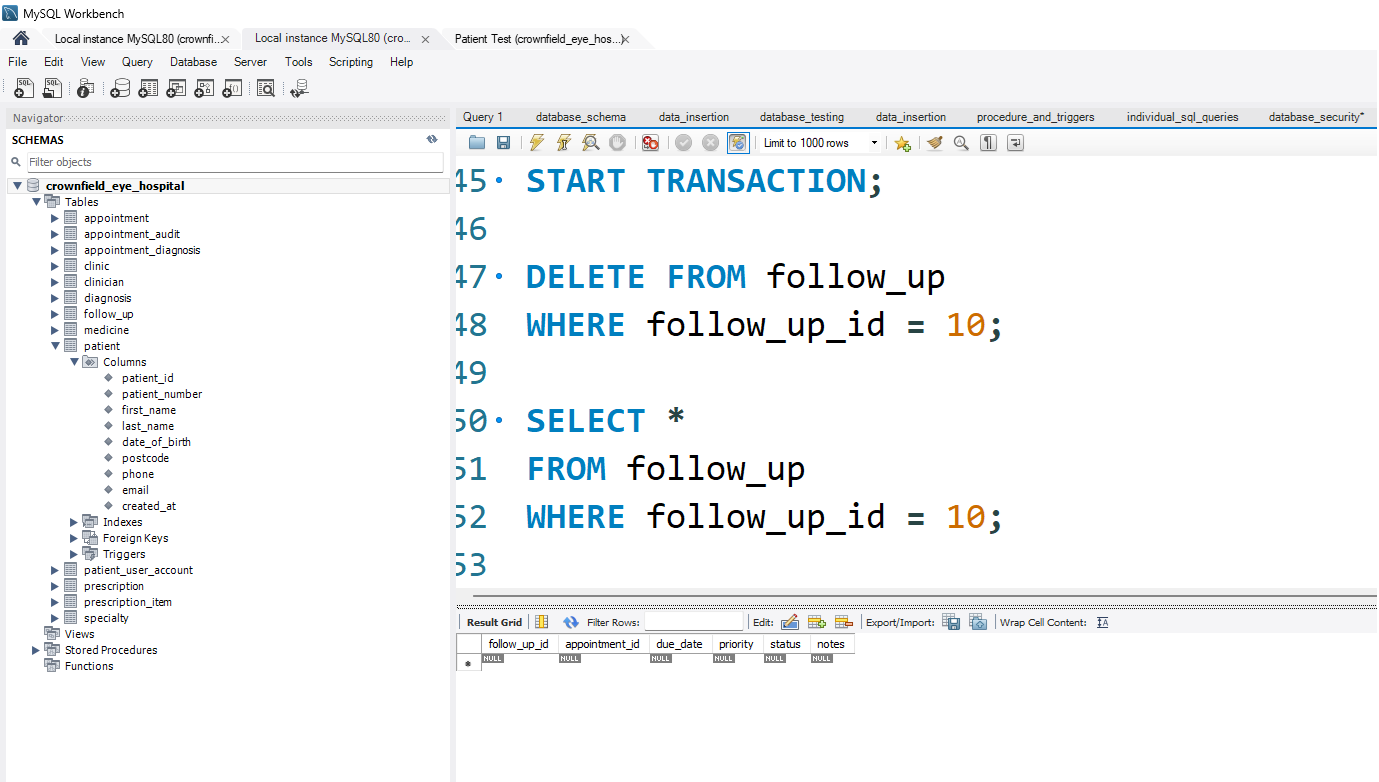 MySQL Workbench
Local instance MySQL80 (crownfi... Local instance MySQL80 (cro... Patient Test (crownfield_eye_hos...)
File Edit View Query Database Server Tools Scripting Help
Navigator
SCHEMAS
Filter objects
crownfield_eye_hospital
Tables
appointment
appointment_audit
appointment_diagnosis
clinic
clinician
diagnosis
follow_up
medicine
patient
Columns
patient_id
patient_number
first_name
last_name
date_of_birth
postcode
phone
email
created_at
Indexes
Foreign Keys
Triggers
patient_user_account
prescription
prescription_item
specialty
Views
Stored Procedures
Functions
Query 1 database_schema data_insertion database_testing data_insertion procedure_and_triggers individual_sql_queries database_security*
Limit to 1000 rows
45 START TRANSACTION;
46
47 DELETE FROM follow_up
48 WHERE follow_up_id = 10;
49
50 SELECT *
51 FROM follow_up
52 WHERE follow_up_id = 10;
53
Result Grid Filter Rows: Edit: Export/Import: Wrap Cell Content:
follow_up_id appointment_id due_date priority status notes
* NULL NULL NULL NULL NULL NULL